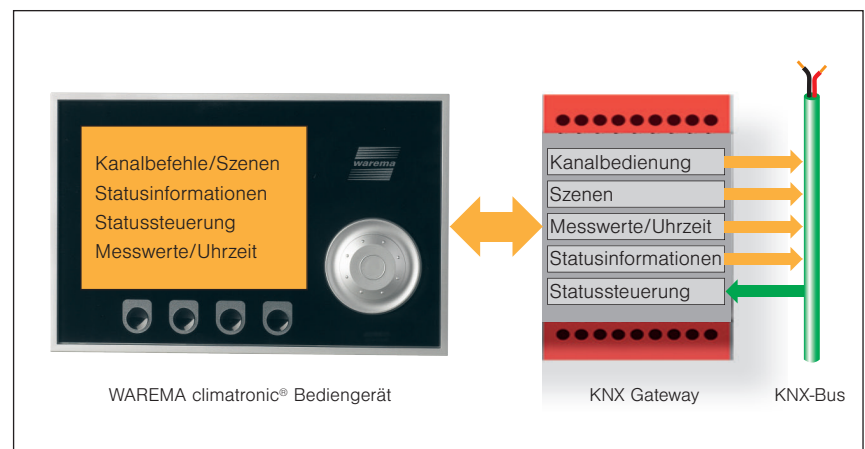 Kanalbefehle/Szenen
Statusinformationen
Statussteuerung
Messwerte/Uhrzeit
warema
Kanalbedienung
Szenen
Messwerte/Uhrzeit
Statusinformationen
Statussteuerung
WAREMA climatronic® Bediengerät
KNX Gateway
KNX-Bus